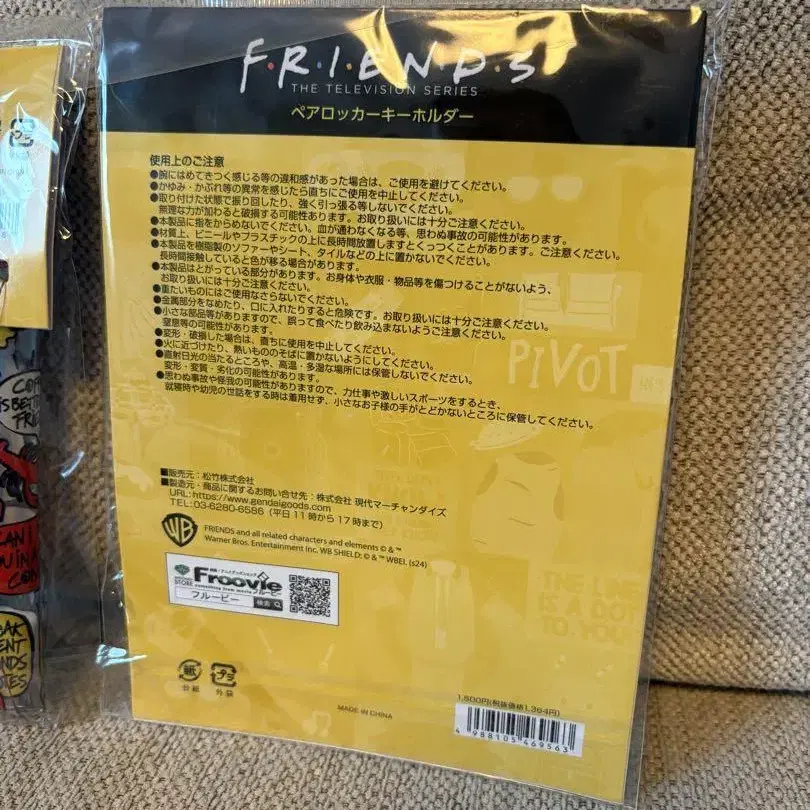 F·R·I·E·N·D·S
THE TELEVISION SERIES
ペアロッカーキーホルダー
使用上のご注意
●腕にはめてきつく感じる等の違和感があった場合は、ご使用を避けてください。
●かゆみ・かぶれ等の異常を感じたら直ちにご使用を中止してください。
●取り付けた状態で振り回したり、強く引っ張る等しないでください。
無理な力が加わると破損する可能性があります。お取り扱いには十分ご注意ください。
●本製品に指をからめないでください。血が通わなくなる等、思わぬ事故の可能性があります。
●材質上、ビニールやプラスチックの上に長時間放置しますとくっつくことがあります。ご注意ください。
●本製品を樹脂製のソファーやシート、タイルなどの上に置かないでください。
長時間接触していると色が移る場合があります。
●本製品はとがっている部分があります。お身体や衣服・物品等を傷つけることがないよう、
お取り扱いには十分ご注意ください。
●重たいものにはご使用なさらないでください。
●金属部分をなめたり、口に入れたりすると危険です。お取り扱いには十分ご注意ください。
●小さな部品等がありますので、誤って食べたり飲み込まないようご注意ください。
窒息等の可能性があります。
●変形・破損した場合は、直ちに使用を中止してください。
●火に近づけたり、熱いもののそばに置かないようにしてください。
●直射日光の当たるところや、高温・多湿な場所には保管しないでください。
変形・変質・劣化の可能性があります。
●思わぬ事故や怪我の可能性がありますので、力仕事や激しいスポーツをするとき、
就寝時や幼児の世話をする時は着用せず、小さなお子様の手がとどかないところに保管してください。
PIVOT
■販売元：松竹株式会社
■製造元・商品に関するお問い合せ先：株式会社 現代マーチャンダイズ
URL:https://www.gendaigoods.com
TEL:03-6280-6586（平日11時から17時まで）
WB
FRIENDS and all related characters and elements © & ™
Warner Bros. Entertainment Inc. WB SHIELD: © & ™ WBEI. (s24)
STORE
Froovie
something from movie
フルービー
検索
紙
台紙
プラ
外袋
MADE IN CHINA
1,500円(税抜価格1,364円)
4 988105 469563
CAN I